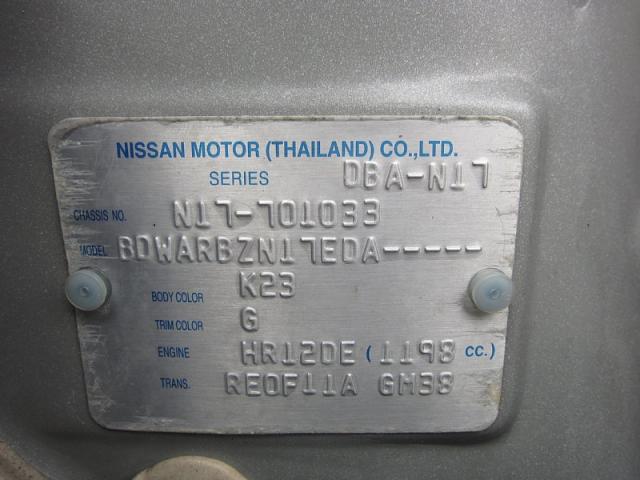 NISSAN MOTOR (THAILAND) CO.,LTD.
SERIES DBA-N17
CHASSIS NO. N17-701033
MODEL BDWARBZN17EDA-----
BODY COLOR K23
TRIM COLOR G
ENGINE HR12DE (1198 CC.)
TRANS. RE0F11A GM38